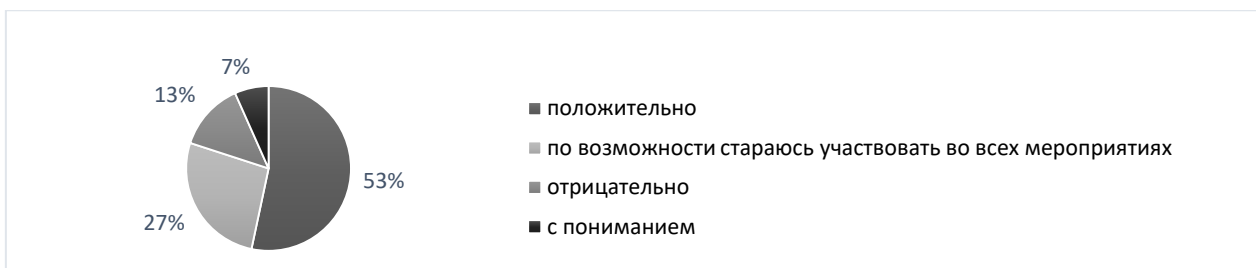 7%
13%
53%
27%
положительно
по возможности стараюсь участвовать во всех мероприятиях
отрицательно
с пониманием